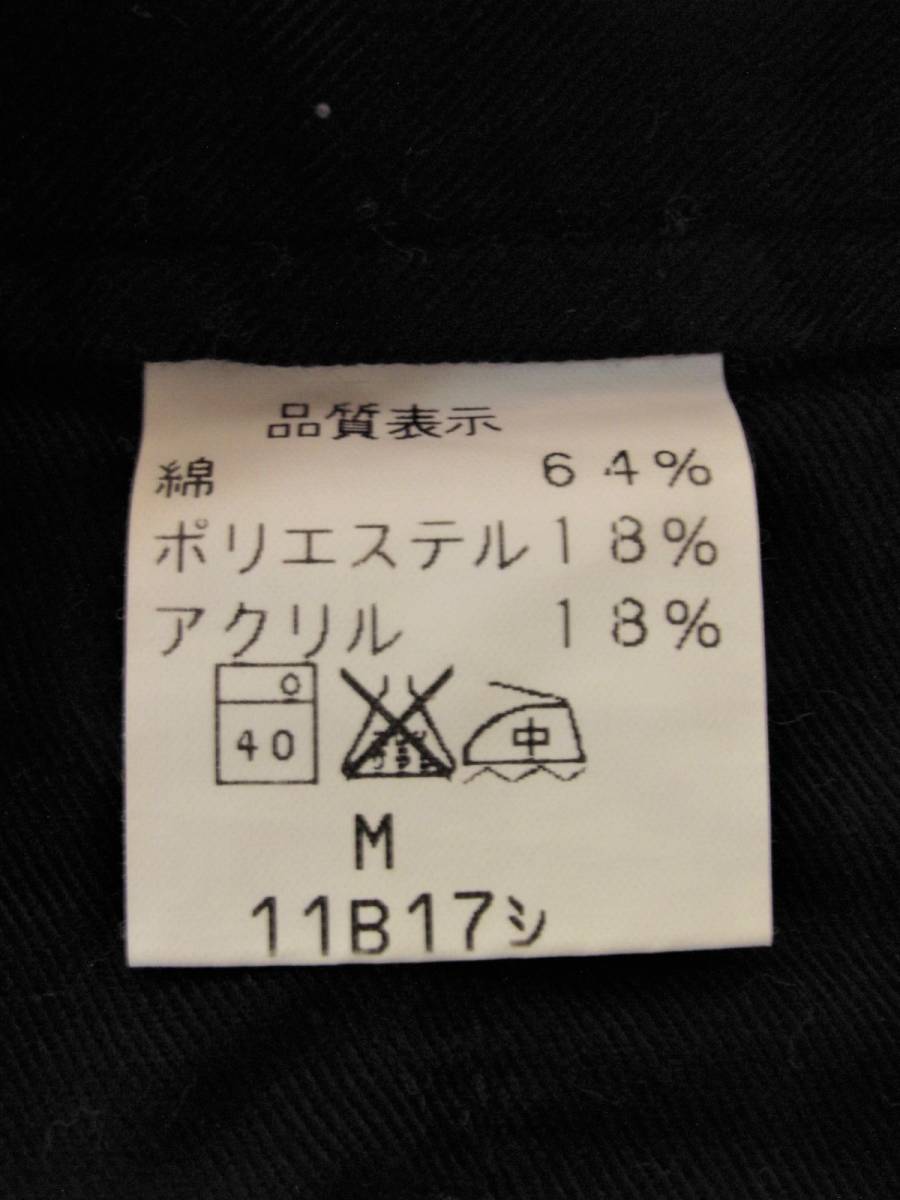 品質表示
綿 64%
ポリエステル 18%
アクリル 18%
40 中
M
11B17シ